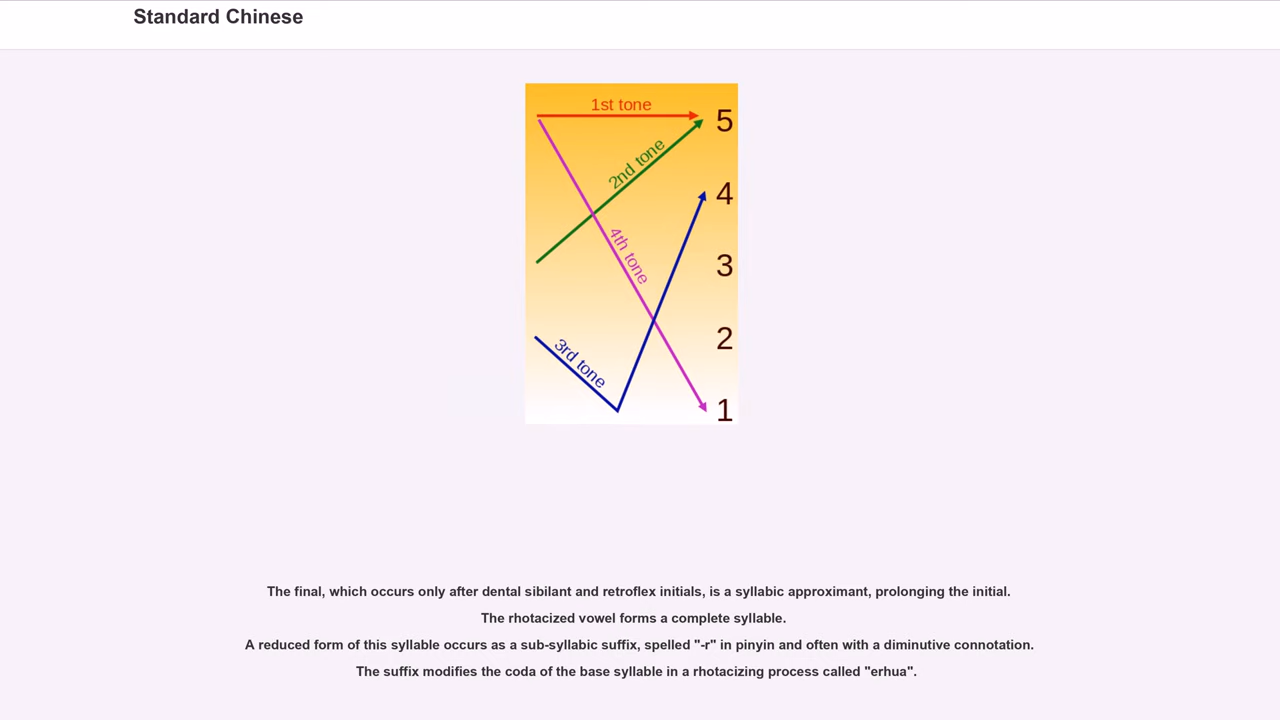 Standard Chinese
1st tone
5
2nd tone
4
4th tone
3
2
3rd tone
1
The final, which occurs only after dental sibilant and retroflex initials, is a syllabic approximant, prolonging the initial.
The rhotacized vowel forms a complete syllable.
A reduced form of this syllable occurs as a sub-syllabic suffix, spelled "-r" in pinyin and often with a diminutive connotation.
The suffix modifies the coda of the base syllable in a rhotacizing process called "erhua".